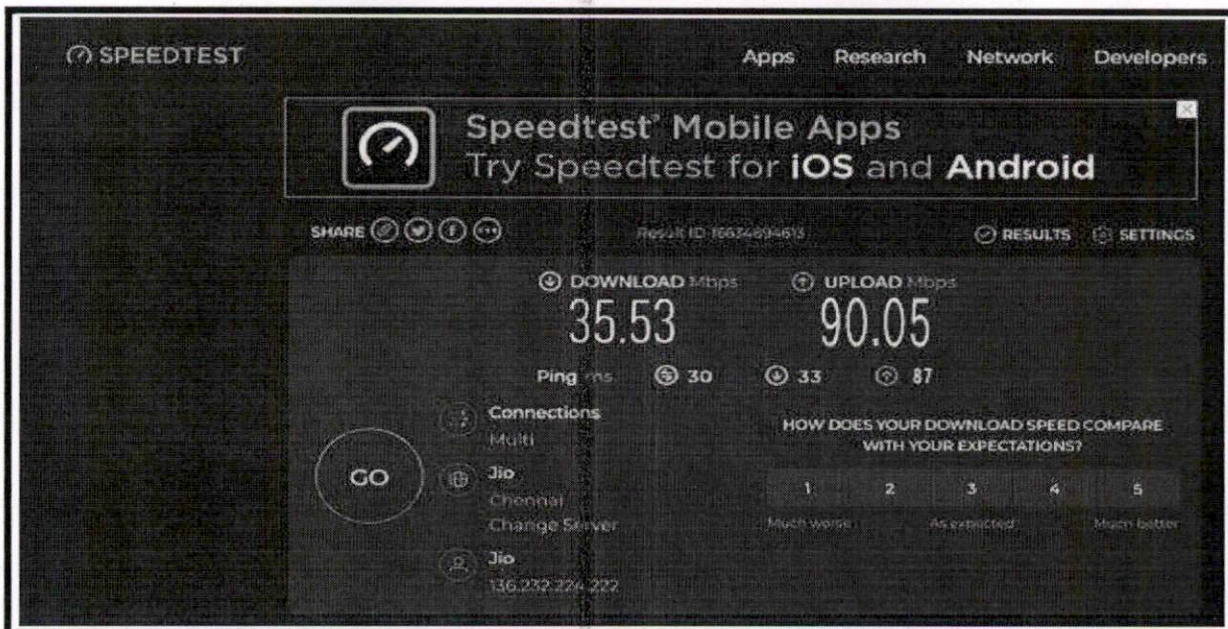 SPEEDTEST
Apps Research Network Developers
Speedtest® Mobile Apps
Try Speedtest for iOS and Android
SHARE
Result ID 16634894613
RESULTS SETTINGS
DOWNLOAD Mbps UPLOAD Mbps
35.53 90.05
Ping ms 30 33 87
Connections
Multi
GO
Jio
Chennai
Change Server
Jio
136.232.224.222
HOW DOES YOUR DOWNLOAD SPEED COMPARE
WITH YOUR EXPECTATIONS?
1 2 3 4 5
Much worse As expected Much better